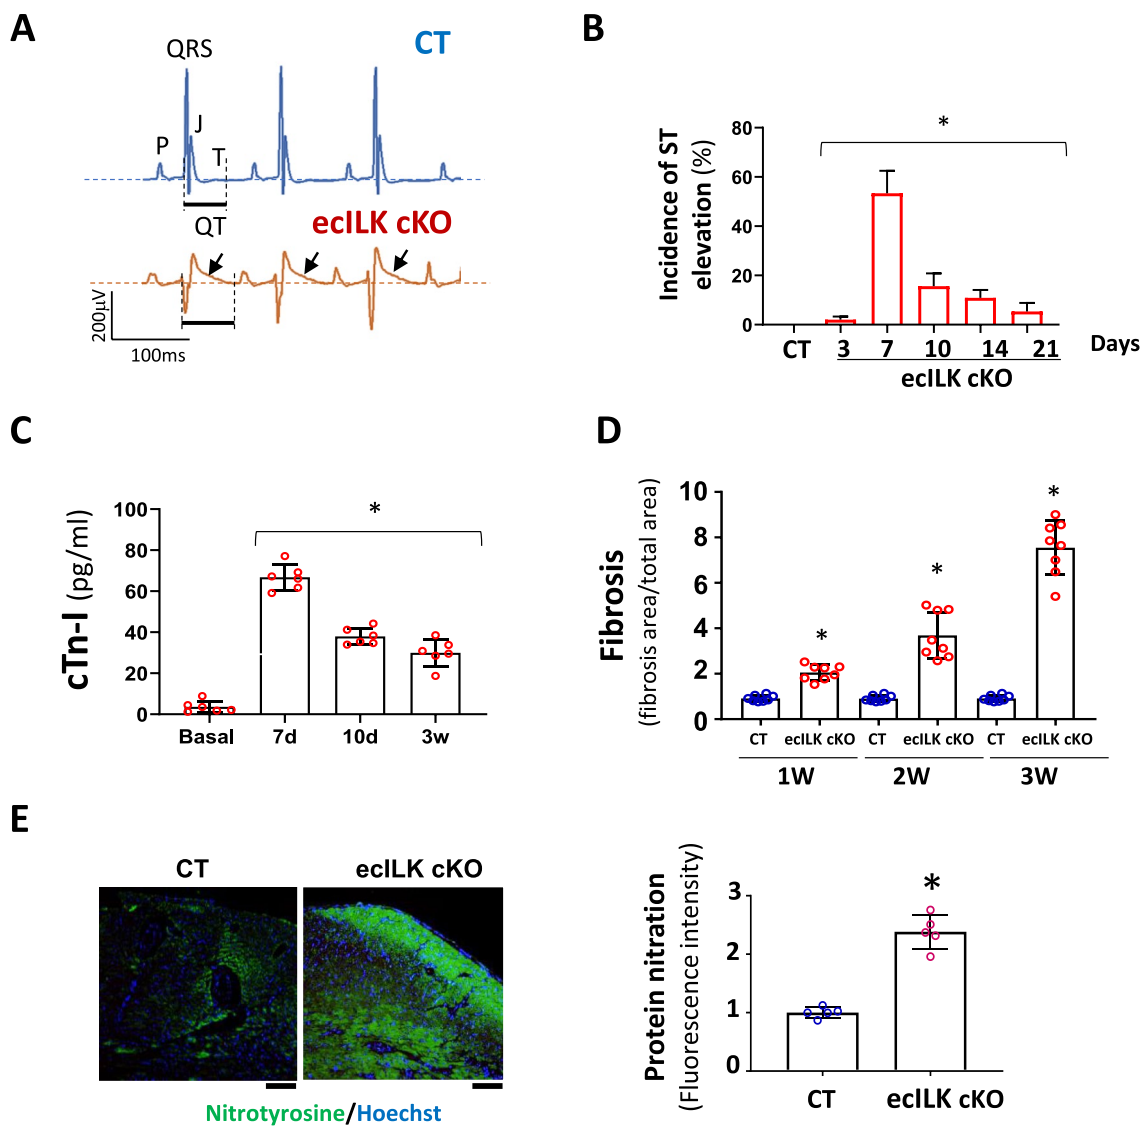 A
CT
QRS
J
P
T
QT
ecILK cKO
200µV
100ms
B
Incidence of ST
elevation (%)
80
60
40
20
0
*
CT 3 7 10 14 21 Days
ecILK cKO
C
cTn-I (pg/ml)
100
80
60
40
20
0
*
Basal 7d 10d 3w
D
Fibrosis
(fibrosis area/total area)
10
8
6
4
2
0
*
*
*
CT ecILK cKO CT ecILK cKO CT ecILK cKO
1W 2W 3W
E
CT ecILK cKO
Nitrotyrosine/Hoechst
Protein nitration
(Fluorescence intensity)
3
2
1
0
*
CT ecILK cKO